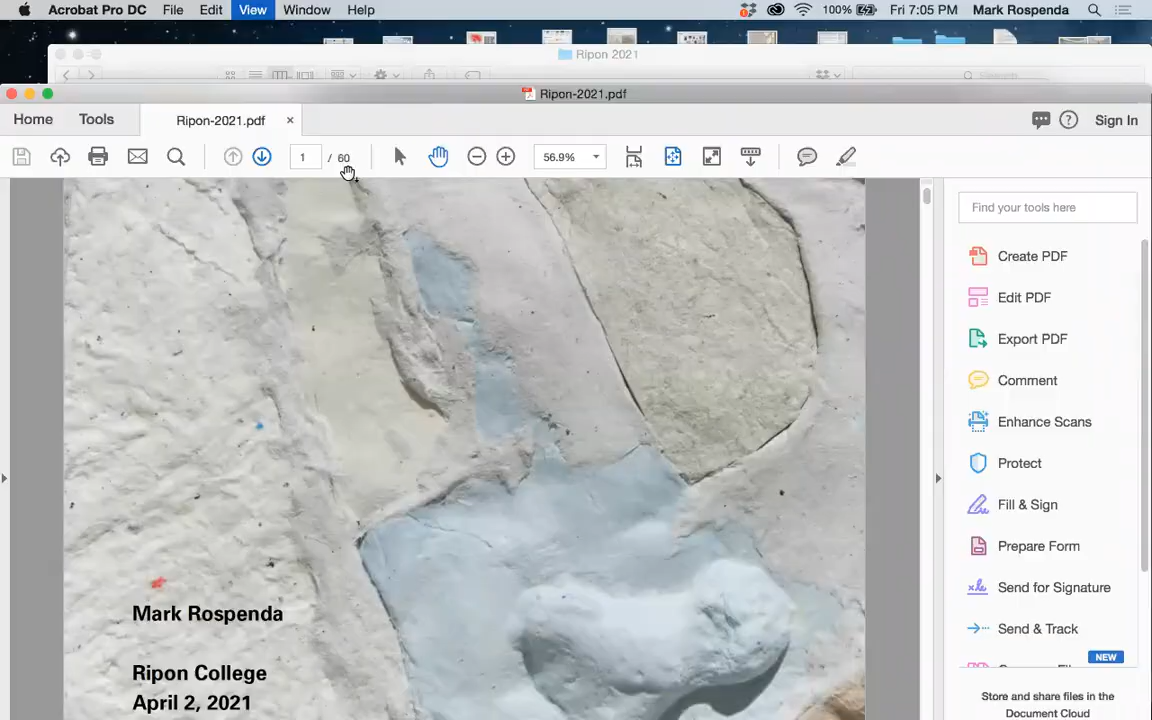 Acrobat Pro DC File Edit View Window Help 100% Fri 7:05 PM Mark Rospenda
Ripon 2021
Search
Ripon-2021.pdf
Home Tools Ripon-2021.pdf × Sign In
1 / 60 56.9%
Find your tools here
Create PDF
Edit PDF
Export PDF
Comment
Enhance Scans
Protect
Fill & Sign
Prepare Form
Send for Signature
Send & Track
NEW
Store and share files in the
Document Cloud
Mark Rospenda
Ripon College
April 2, 2021